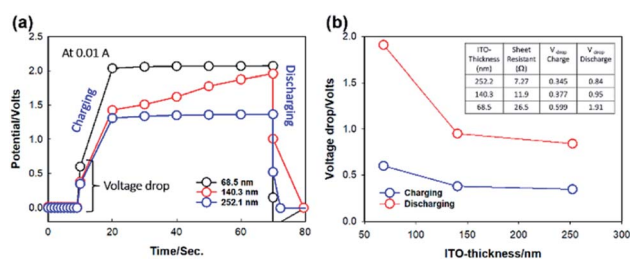 (a)
At 0.01 A
Charging
Discharging
Voltage drop
68.5 nm
140.3 nm
252.1 nm
Potential/Volts
2.5
2.0
1.5
1.0
0.5
0.0
0 20 40 60 80
Time/Sec.
(b)
ITO-Thickness (nm) Sheet Resistant (Ω) V drop Charge V drop Discharge
252.2 7.27 0.345 0.84
140.3 11.9 0.377 0.95
68.5 26.5 0.599 1.91
Charging
Discharging
Voltage drop/Volts
2.0
1.5
1.0
0.5
0.0
50 100 150 200 250 300
ITO-thickness/nm